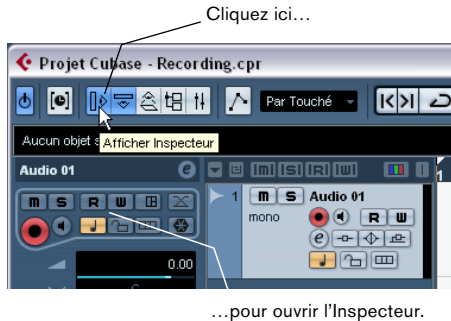 Cliquez ici…
Projet Cubase - Recording.cpr
Par Touché
Aucun objet s
Afficher Inspecteur
Audio 01
e
m S R W
1
m S Audio 01
mono
R W
e
m S R W
0.00
C
1
…pour ouvrir l'Inspecteur.